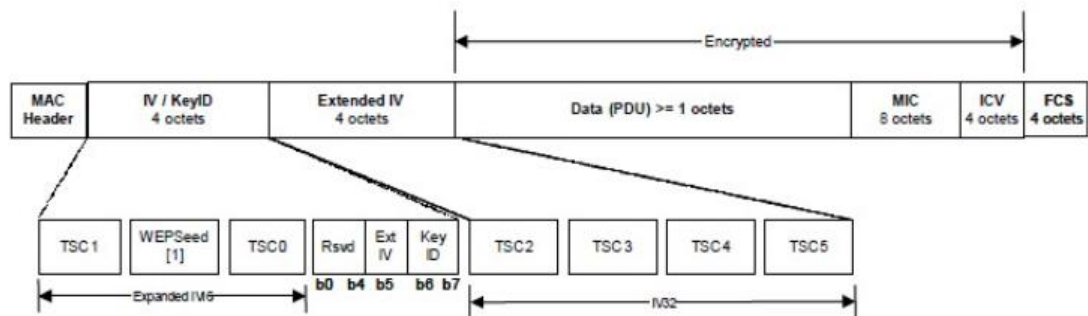 Encrypted
MAC Header
IV / KeyID
4 octets
Extended IV
4 octets
Data (PDU) >= 1 octets
MIC
8 octets
ICV
4 octets
FCS
4 octets
TSC1
WEPSeed
[1]
TSC0
Rsvd
Ext IV
Key ID
TSC2
TSC3
TSC4
TSC5
b0 b4 b5 b6 b7
Expanded IV16
IV32